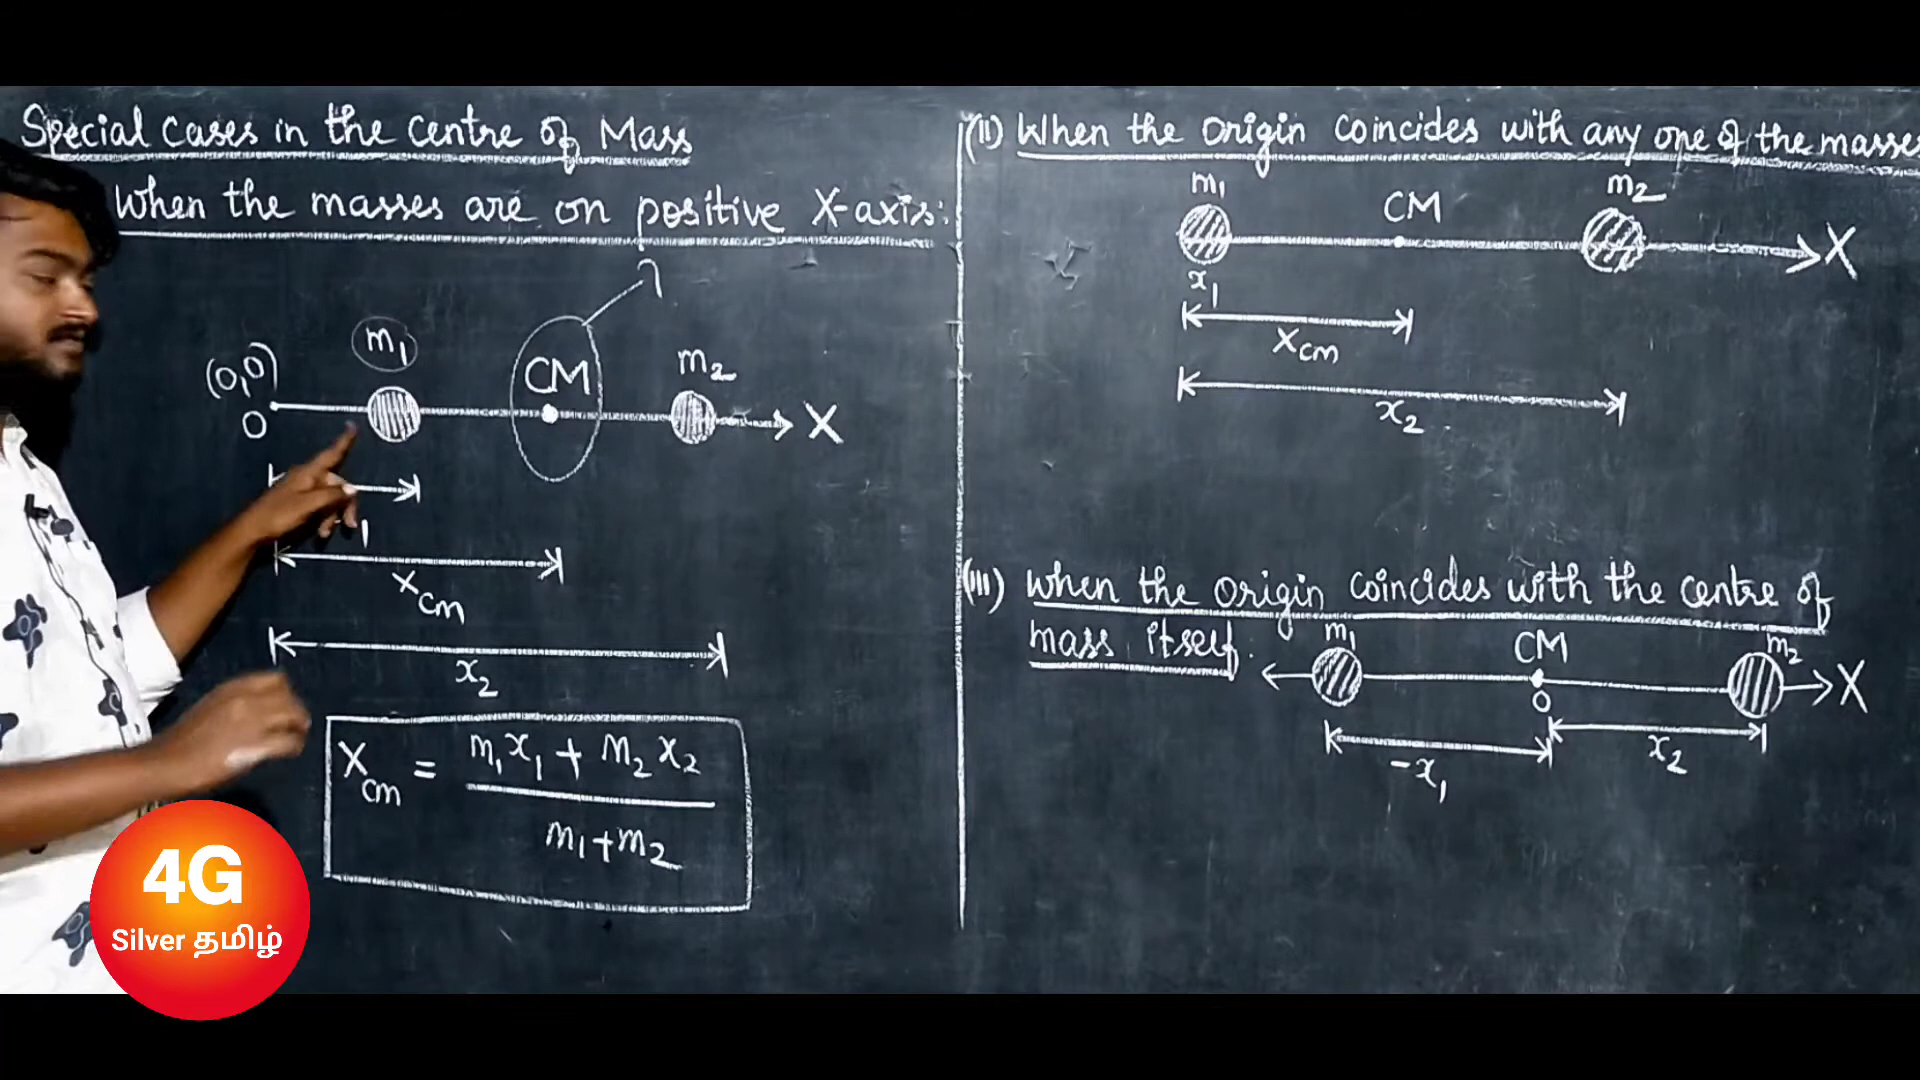 Special Cases in the Centre of Mass
When the masses are on positive X-axis:
?
m1
(0,0)
CM
m2
0
X
1
xcm
x2
Xcm = m1x1 + m2x2
m1+m2
(ii) When the origin coincides with any one of the masses
m1
CM
m2
X
x1
Xcm
x2
(iii) When the origin coincides with the centre of
mass itself.
m1
CM
m2
X
0
-x1
x2
4G
Silver தமிழ்